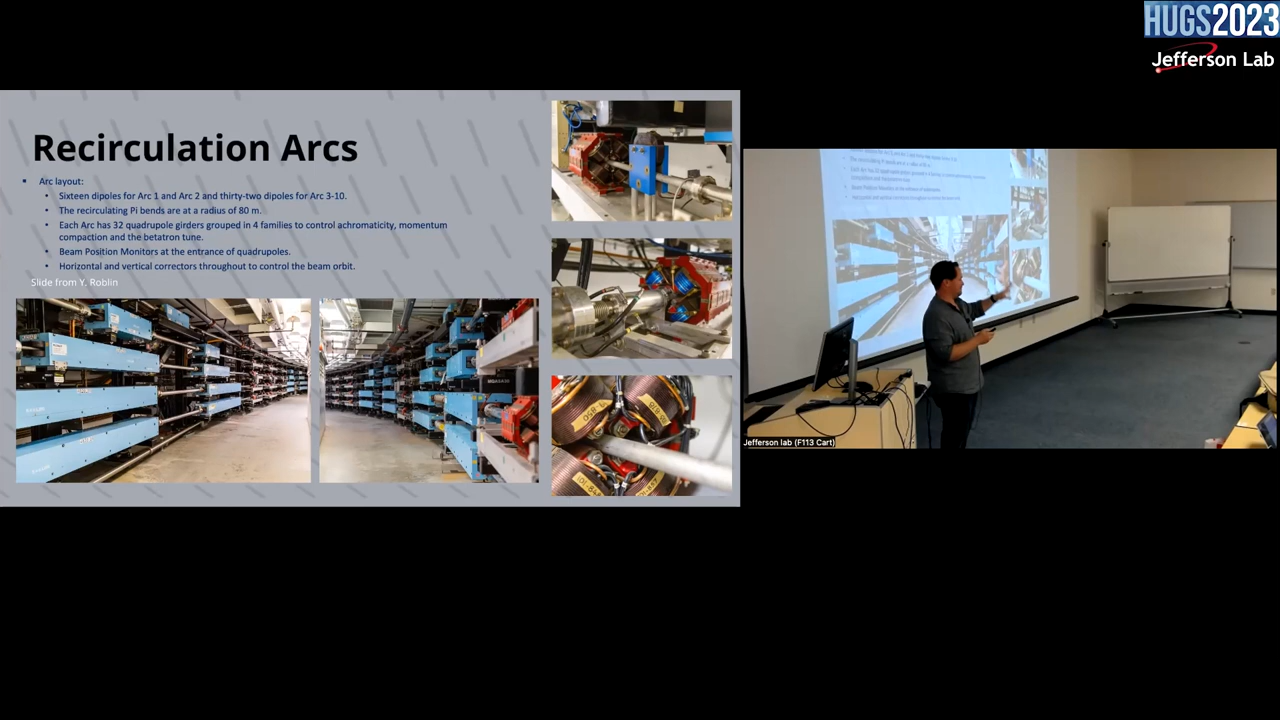 HUGS2023
Jefferson Lab
Recirculation Arcs
Arc layout:
Sixteen dipoles for Arc 1 and Arc 2 and thirty-two dipoles for Arc 3-10.
The recirculating Pi bends are at a radius of 80 m.
Each Arc has 32 quadrupole girders grouped in 4 families to control achromaticity, momentum
compaction and the betatron tune.
Beam Position Monitors at the entrance of quadrupoles.
Horizontal and vertical correctors throughout to control the beam orbit.
Slide from Y. Roblin
Jefferson lab (F113 Cart)